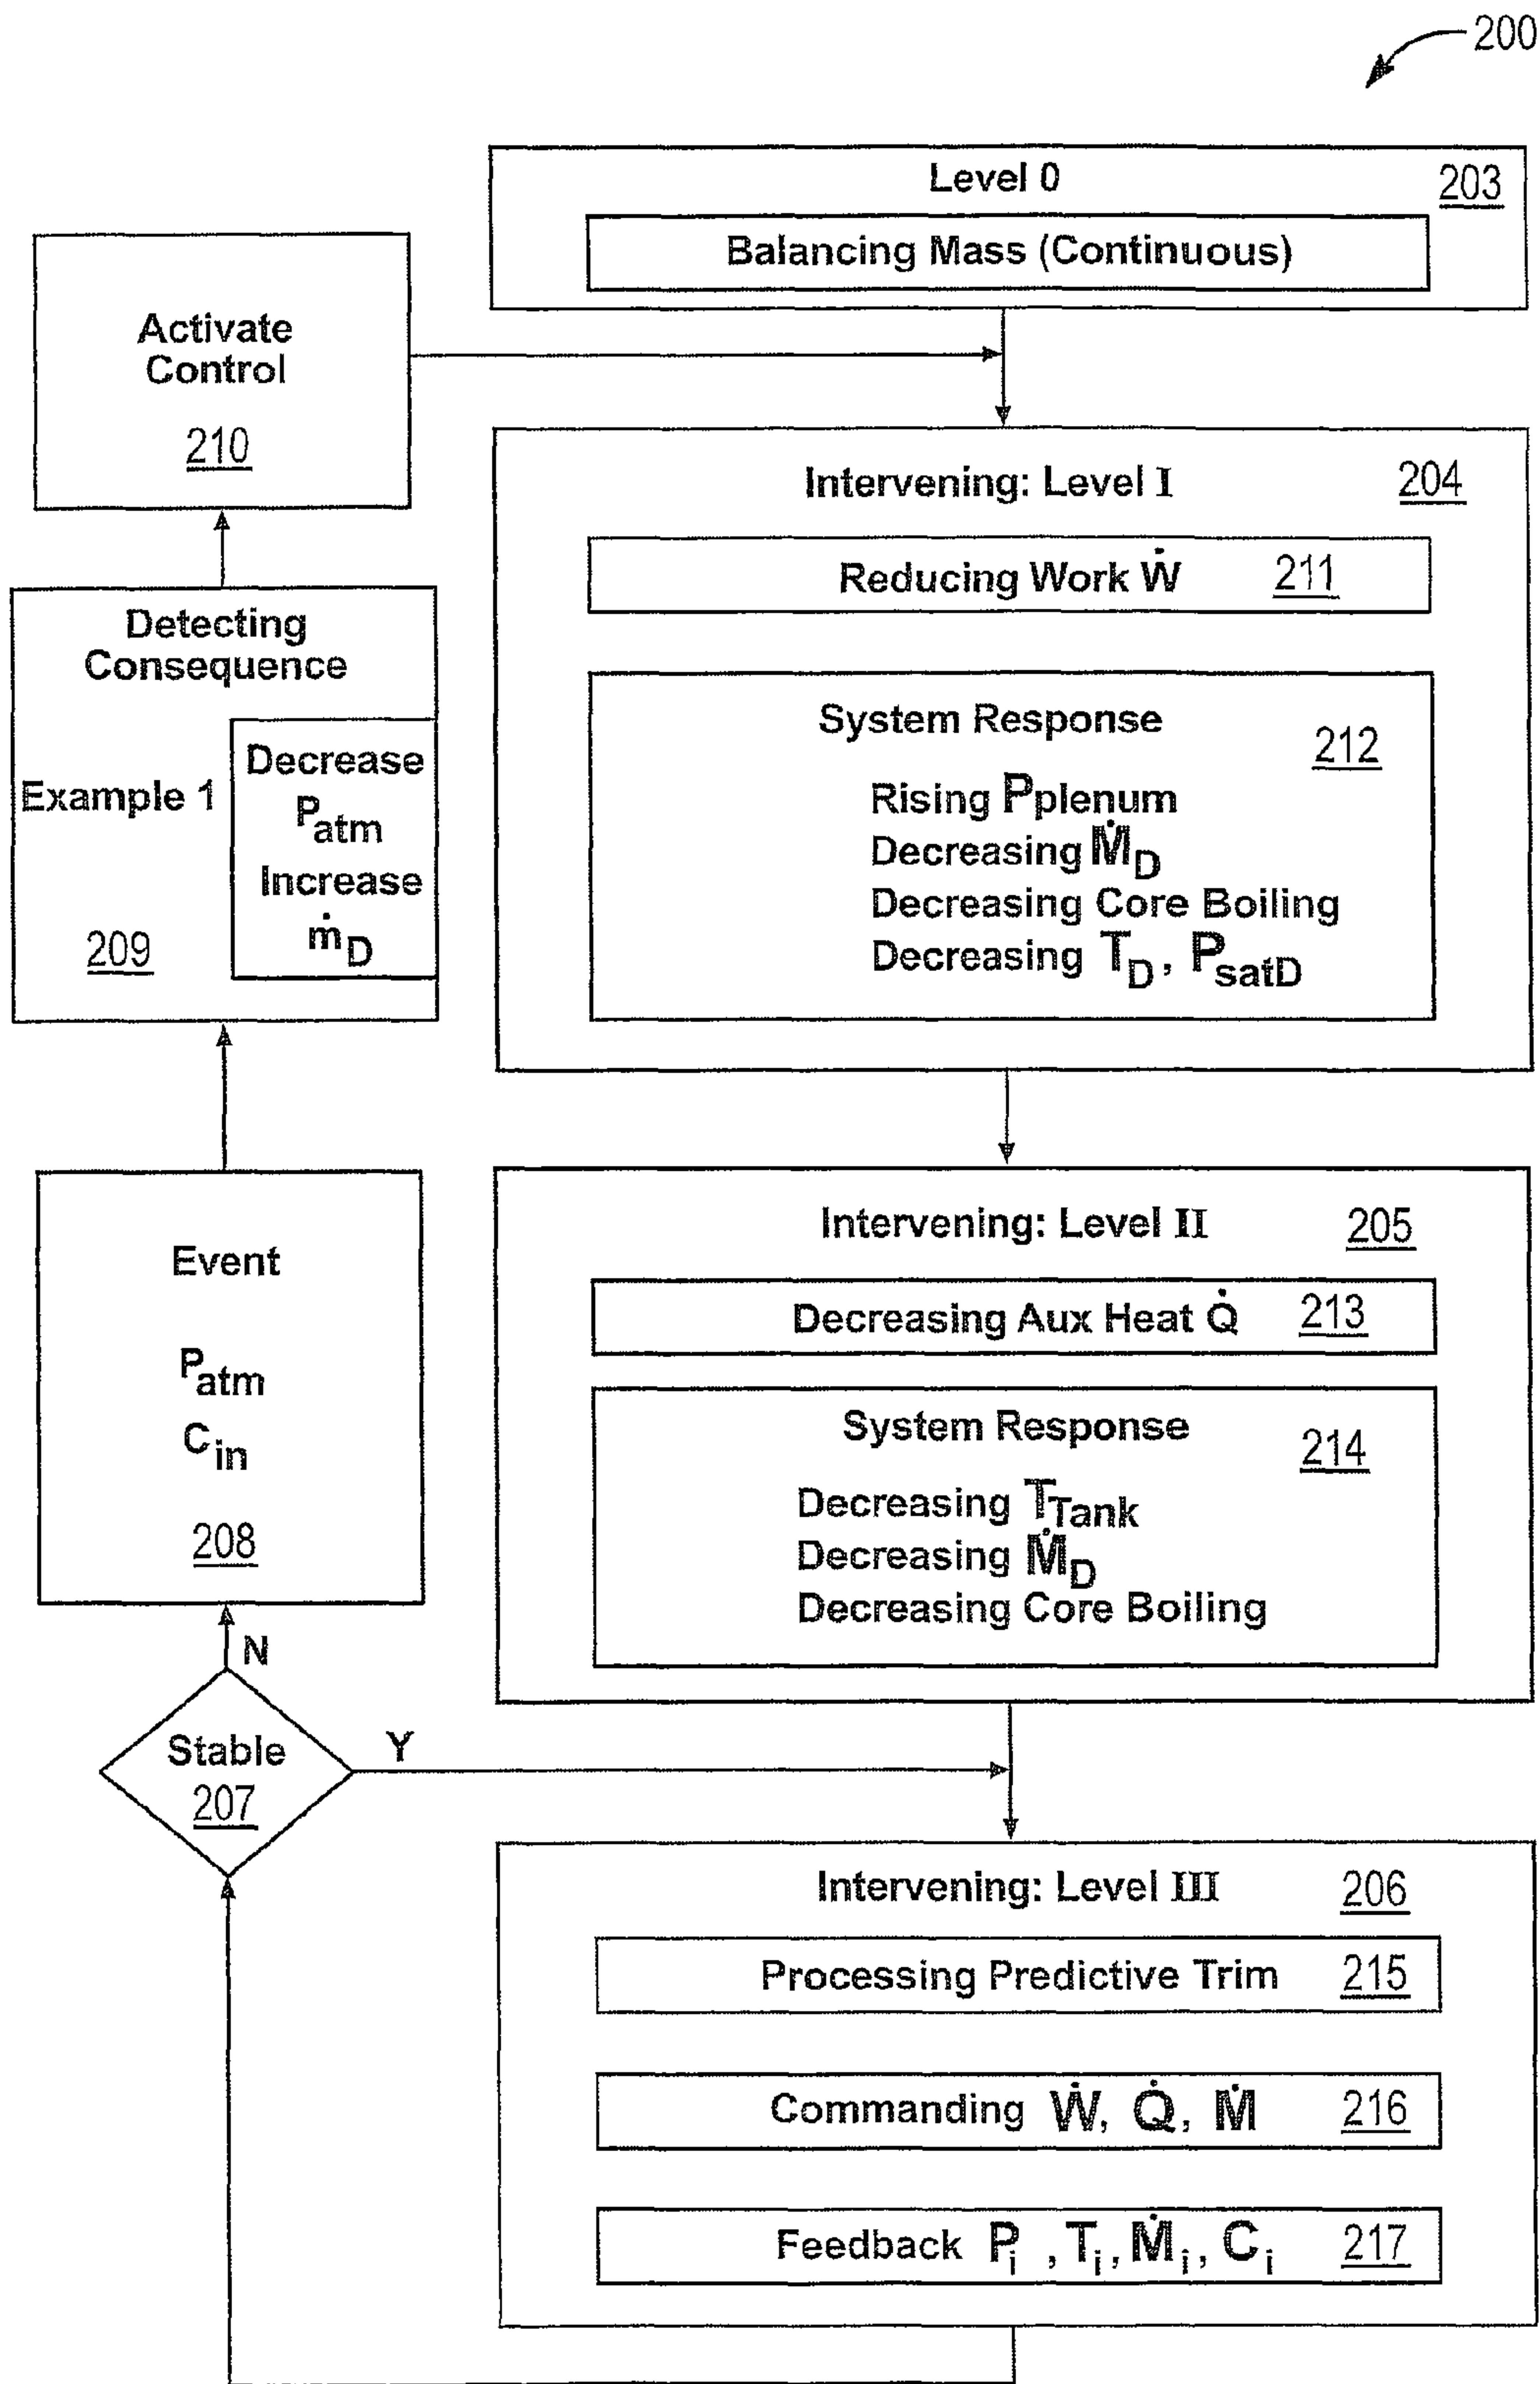 200
Level 0
203
Balancing Mass (Continuous)
Activate
Control
210
Intervening: Level I
204
Reducing Work Ẇ
211
System Response
212
Rising Pplenum
Decreasing ṀD
Decreasing Core Boiling
Decreasing TD, PsatD
Detecting
Consequence
Example 1
Decrease
Patm
Increase
ṁD
209
Intervening: Level II
205
Decreasing Aux Heat Q̇
213
System Response
214
Decreasing TTank
Decreasing ṀD
Decreasing Core Boiling
Event
Patm
Cin
208
N
Stable
207
Y
Intervening: Level III
206
Processing Predictive Trim
215
Commanding Ẇ, Q̇, Ṁ
216
Feedback Pi, Ti, Ṁi, Ci
217